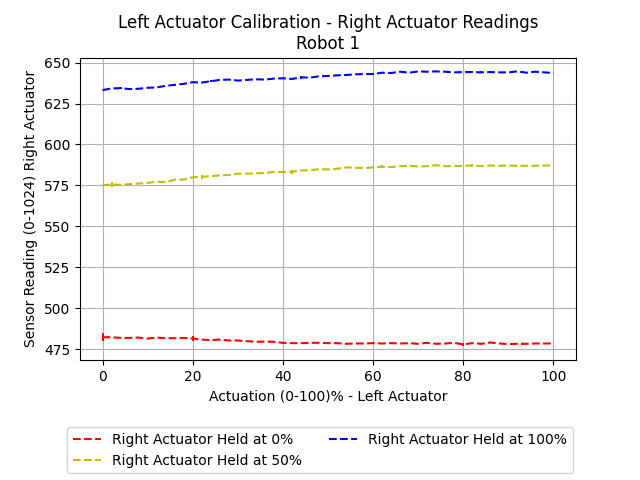 Left Actuator Calibration - Right Actuator Readings
Robot 1
Sensor Reading (0-1024) Right Actuator
650
625
600
575
550
525
500
475
0 20 40 60 80 100
Actuation (0-100)% - Left Actuator
Right Actuator Held at 0%
Right Actuator Held at 50%
Right Actuator Held at 100%